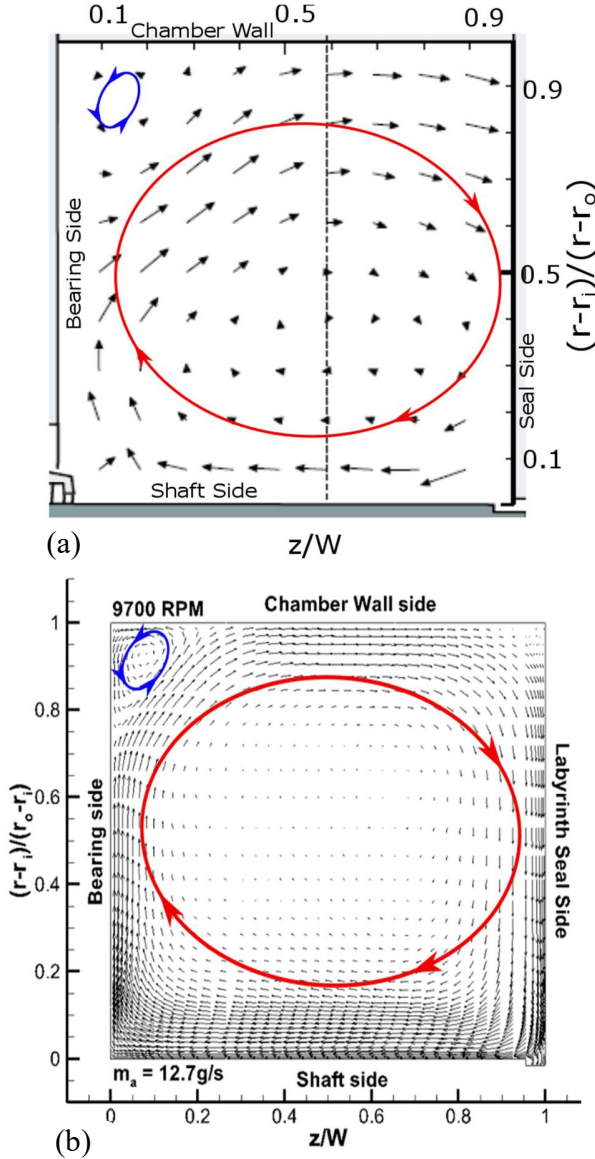 0.1 0.5 0.9
Chamber Wall
0.9
Bearing Side
0.5
(r-ri)/(r-ro)
Seal Side
0.1
Shaft Side
(a)
z/W
9700 RPM
Chamber Wall side
1
0.8
0.6
(r-ri)/(ro-ri)
Bearing side
Labyrinth Seal Side
0.4
0.2
0
ma = 12.7g/s
Shaft side
0 0.2 0.4 0.6 0.8 1
z/W
(b)